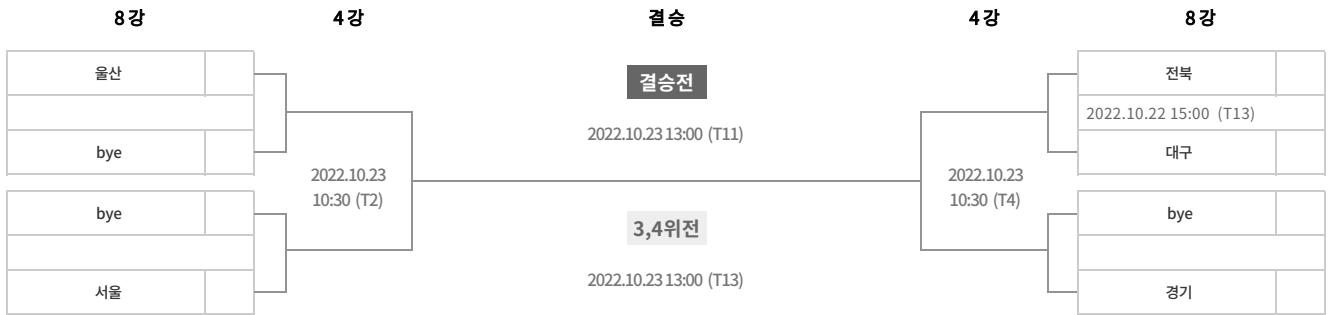 8강 4강 결승 4강 8강
울산
bye
bye
서울
2022.10.23
10:30 (T2)
결승전
2022.10.23 13:00 (T11)
3,4위전
2022.10.23 13:00 (T13)
2022.10.23
10:30 (T4)
전북
2022.10.22 15:00 (T13)
대구
bye
경기